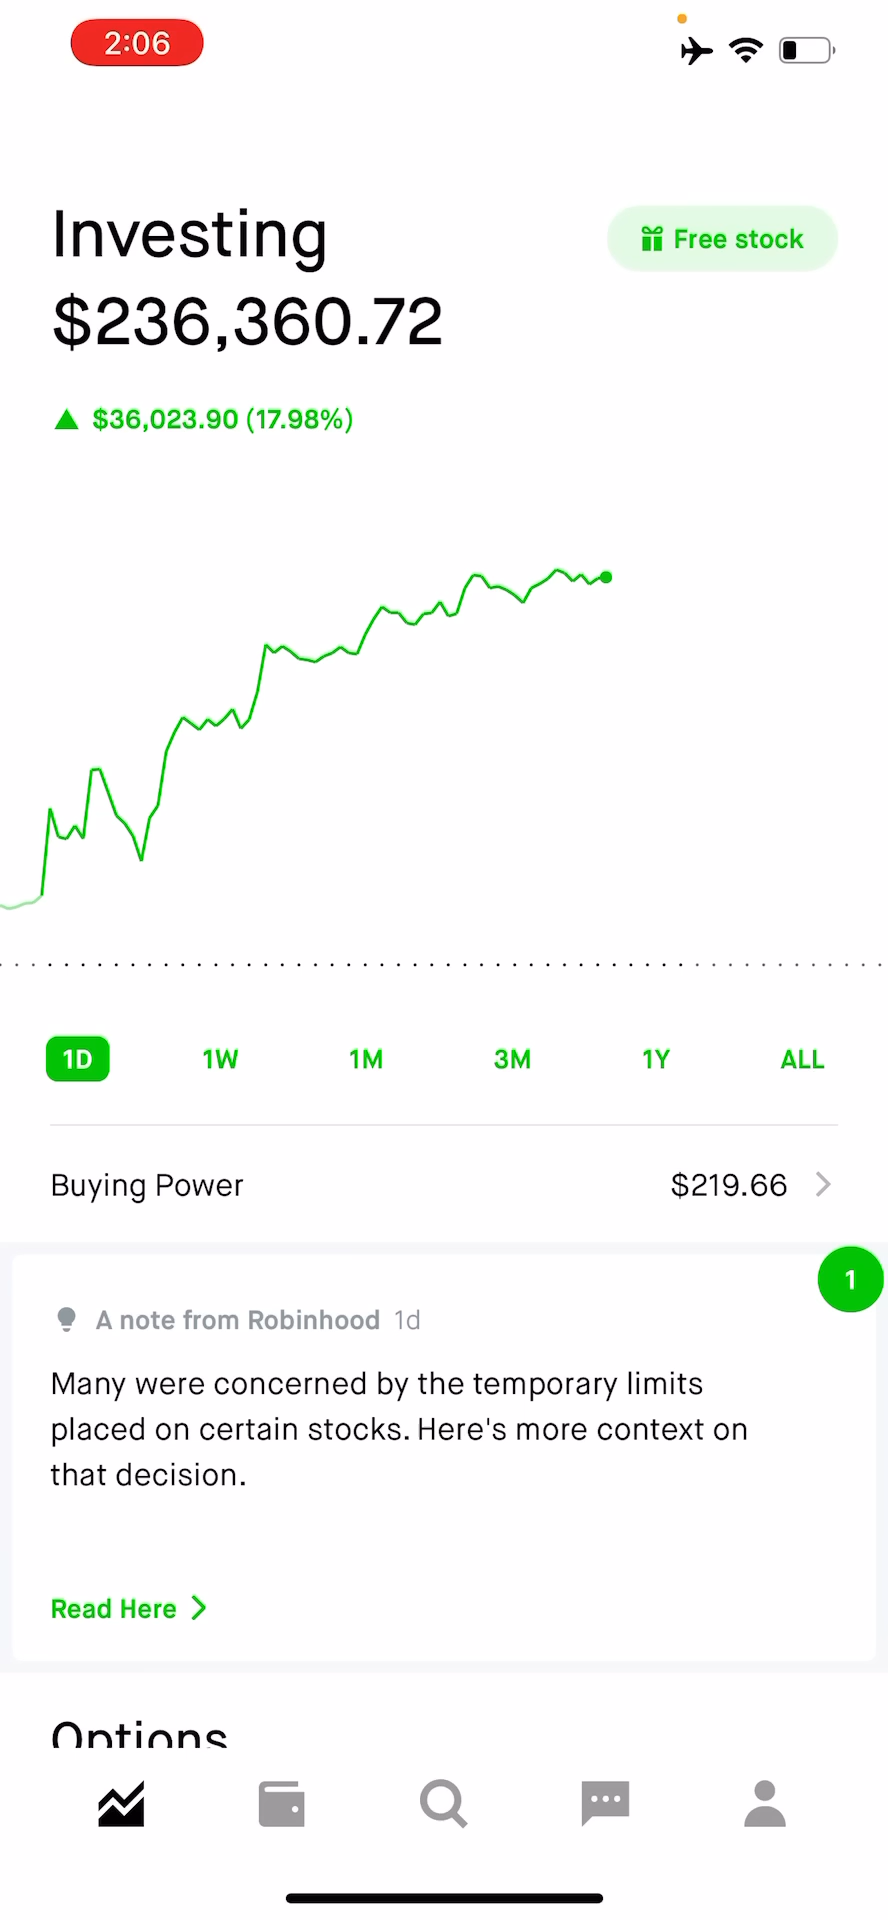 2:06
Investing
Free stock
$236,360.72
▲ $36,023.90 (17.98%)
1D 1W 1M 3M 1Y ALL
Buying Power $219.66
1
A note from Robinhood 1d
Many were concerned by the temporary limits
placed on certain stocks. Here's more context on
that decision.
Read Here
Options